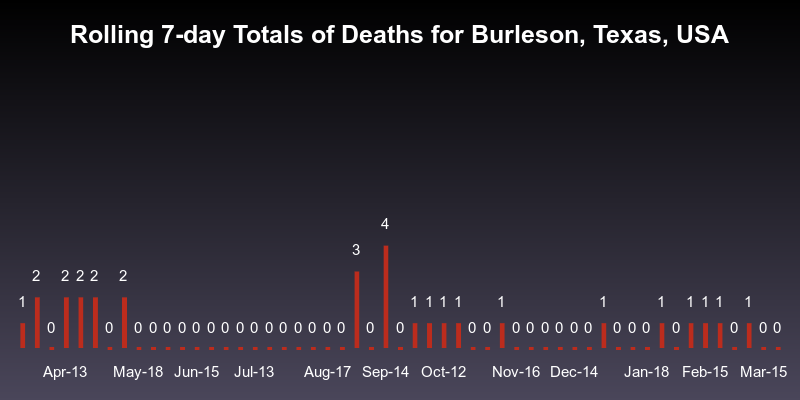 Rolling 7-day Totals of Deaths for Burleson, Texas, USA
4
3
2 2 2 2 2
1 1 1 1 1 1 1 1 1 1 1 1
0 0 0 0 0 0 0 0 0 0 0 0 0 0 0 0 0 0 0 0 0 0 0 0 0 0 0 0 0 0 0 0 0 0
Apr-13 May-18 Jun-15 Jul-13 Aug-17 Sep-14 Oct-12 Nov-16 Dec-14 Jan-18 Feb-15 Mar-15